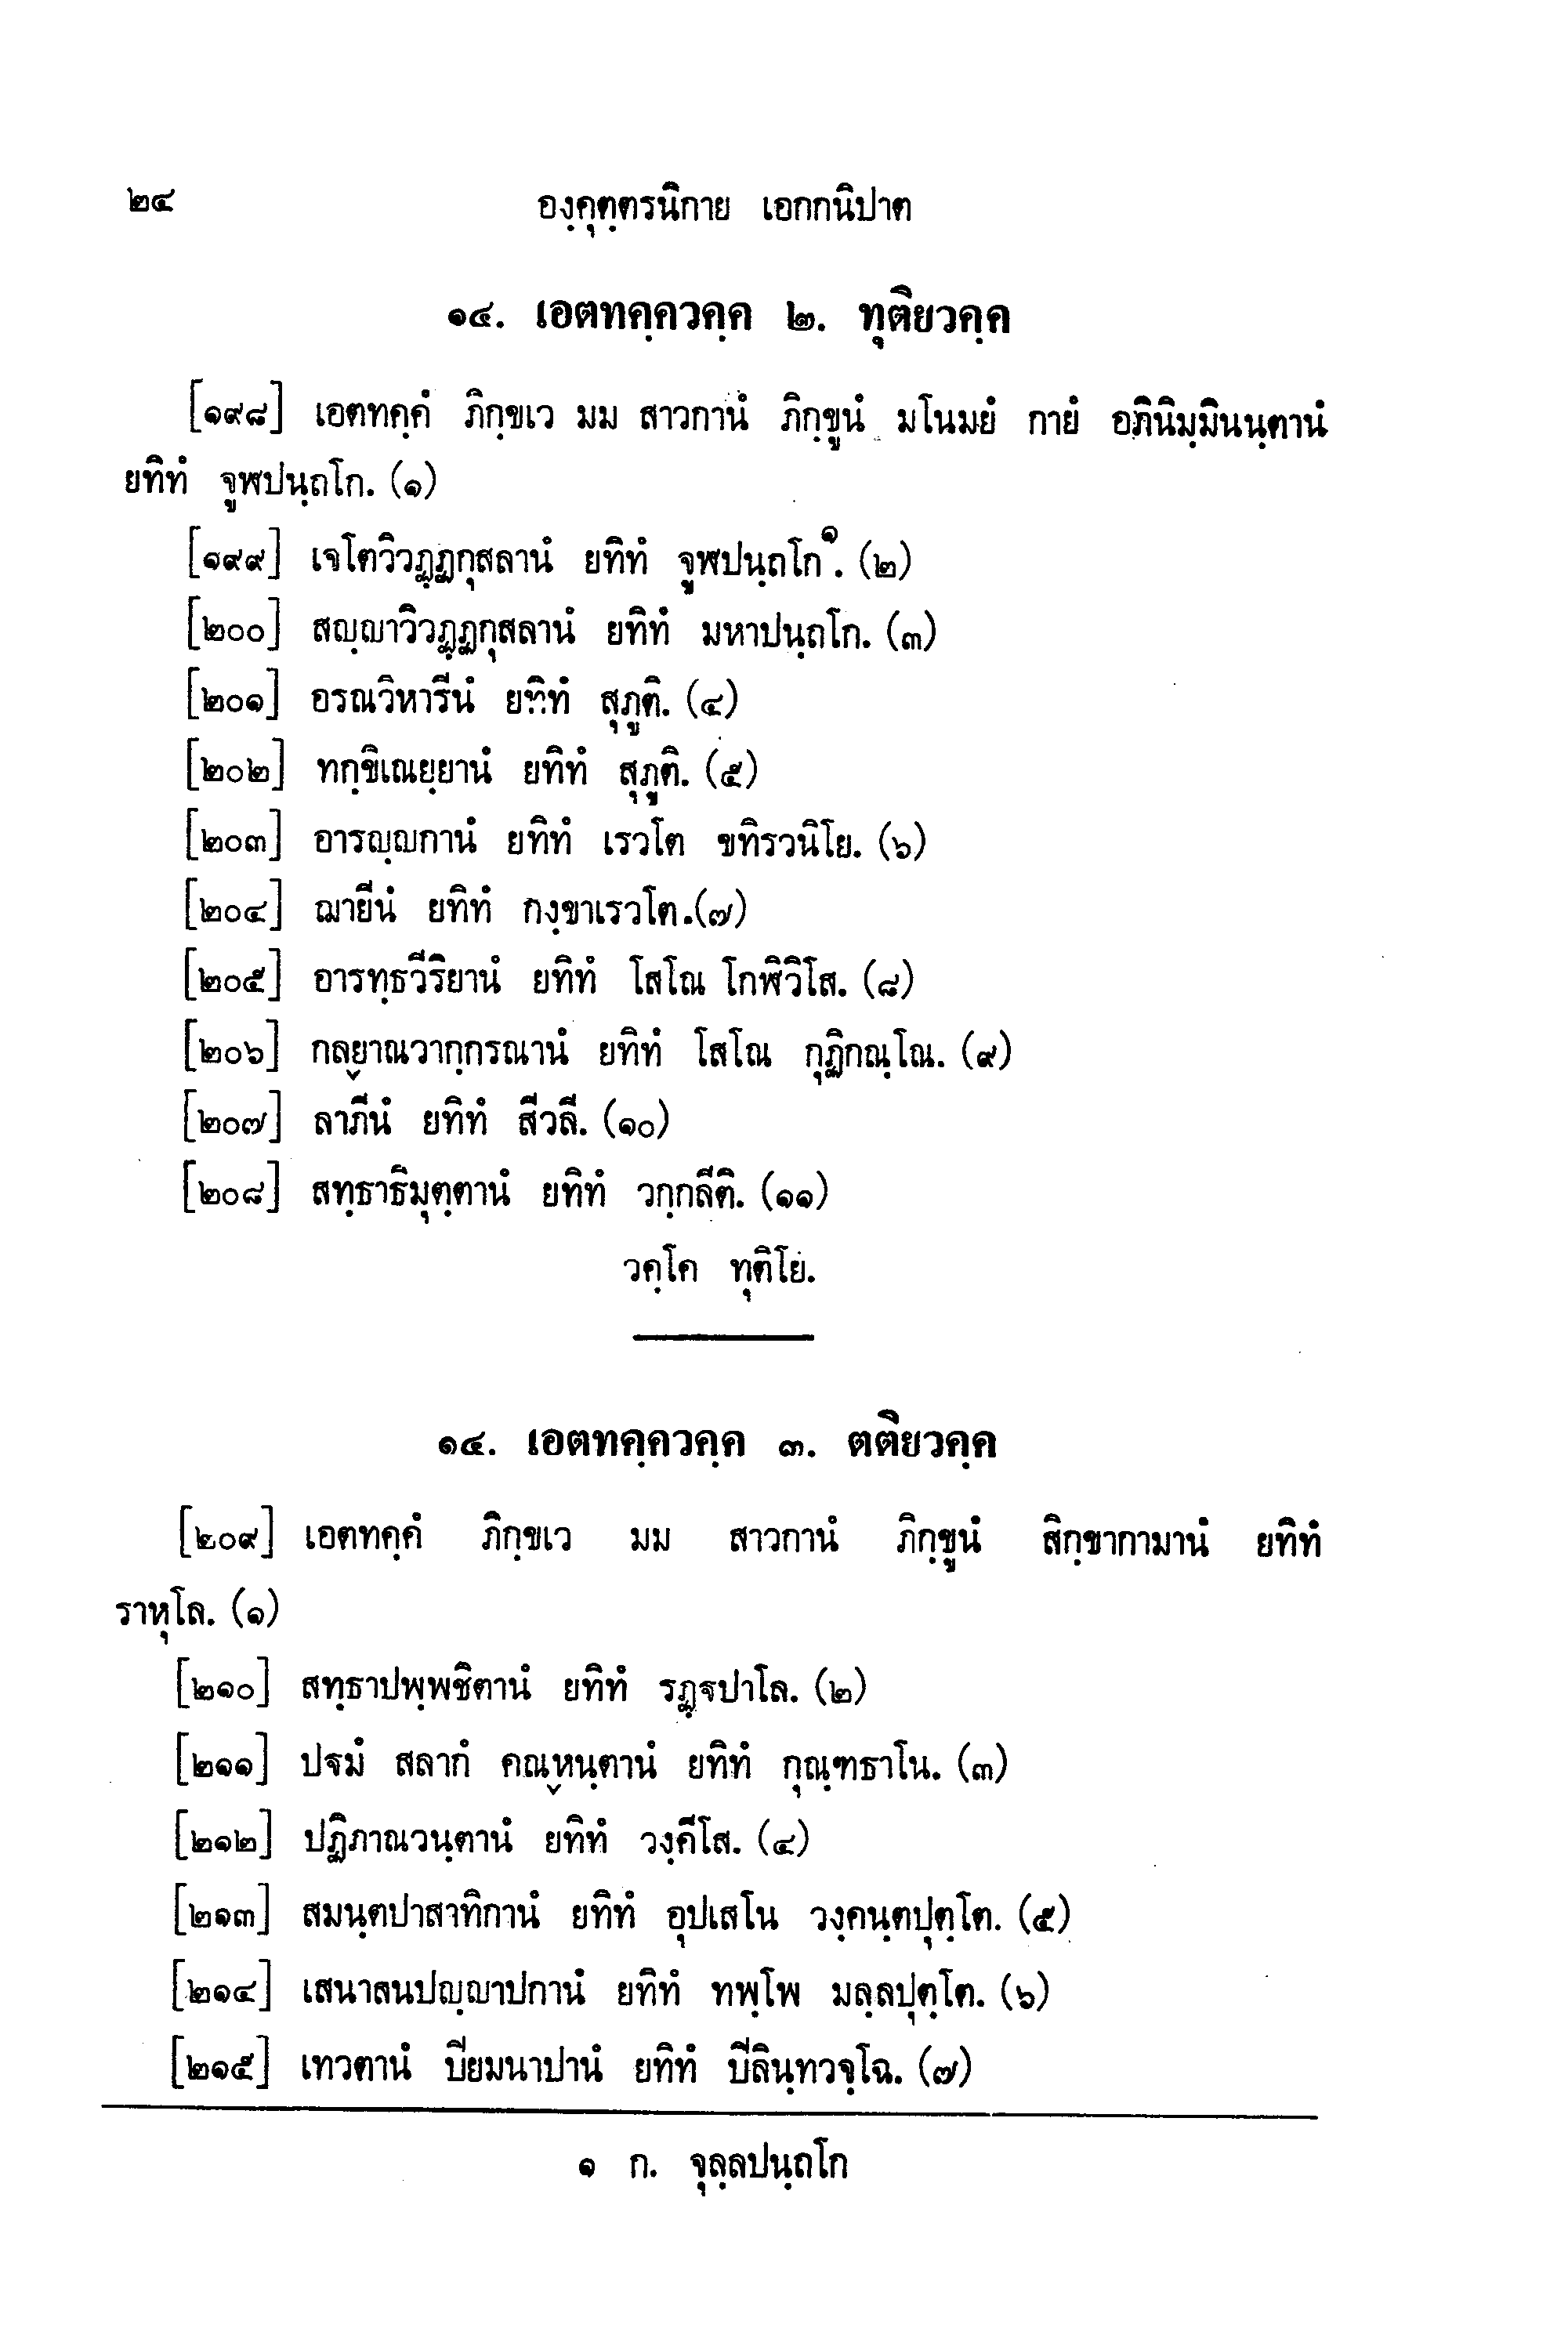 ๒๔ องฺคุตฺตรนิกาย เอกกนิปาต
๑๔. เอตทคฺควคฺค ๒. ทุติยวคฺค
[๑๙๘] เอตทคฺคํ ภิกฺขเว มม สาวกานํ ภิกฺขูนํ มโนมยํ กายํ อภินิมฺมินนฺตานํ
ยทิทํ จูฬปนฺถโก. (๑)
[๑๙๙] เจโตวิวฏฺฏกุสลานํ ยทิทํ จูฬปนฺถโก๑. (๒)
[๒๐๐] สญฺญาวิวฏฺฏกุสลานํ ยทิทํ มหาปนฺถโก. (๓)
[๒๐๑] อรณวิหารีนํ ยทิทํ สุภูติ. (๔)
[๒๐๒] ทกฺขิเณยฺยานํ ยทิทํ สุภูติ. (๕)
[๒๐๓] อารญฺญกานํ ยทิทํ เรวโต ขทิรวนิโย. (๖)
[๒๐๔] ฌายีนํ ยทิทํ กงฺขาเรวโต.(๗)
[๒๐๕] อารทฺธวีริยานํ ยทิทํ โสโณ โกฬิวิโส. (๘)
[๒๐๖] กลฺยาณวากฺกรณานํ ยทิทํ โสโณ กุฏิกณฺโณ. (๙)
[๒๐๗] ลาภีนํ ยทิทํ สีวลี. (๑๐)
[๒๐๘] สทฺธาธิมุตฺตานํ ยทิทํ วกฺกลีติ. (๑๑)
วคฺโค ทุติโย.
๑๔. เอตทคฺควคฺค ๓. ตติยวคฺค
[๒๐๙] เอตทคฺคํ ภิกฺขเว มม สาวกานํ ภิกฺขูนํ สิกฺขากามานํ ยทิทํ
ราหุโล. (๑)
[๒๑๐] สทฺธาปพฺพชิตานํ ยทิทํ รฏฺฐปาโล. (๒)
[๒๑๑] ปฐมํ สลากํ คณฺหนฺตานํ ยทิทํ กุณฺฑธาโน. (๓)
[๒๑๒] ปฏิภาณวนฺตานํ ยทิทํ วงฺคีโส. (๔)
[๒๑๓] สมนฺตปาสาทิกานํ ยทิทํ อุปเสโน วงฺคนฺตปุตฺโต. (๕)
[๒๑๔] เสนาสนปญฺญาปกานํ ยทิทํ ทพฺโพ มลฺลปุตฺโต. (๖)
[๒๑๕] เทวตานํ ปิยมนาปานํ ยทิทํ ปิลินฺทวจฺโฉ. (๗)
๑ ก. จุลฺลปนฺถโก